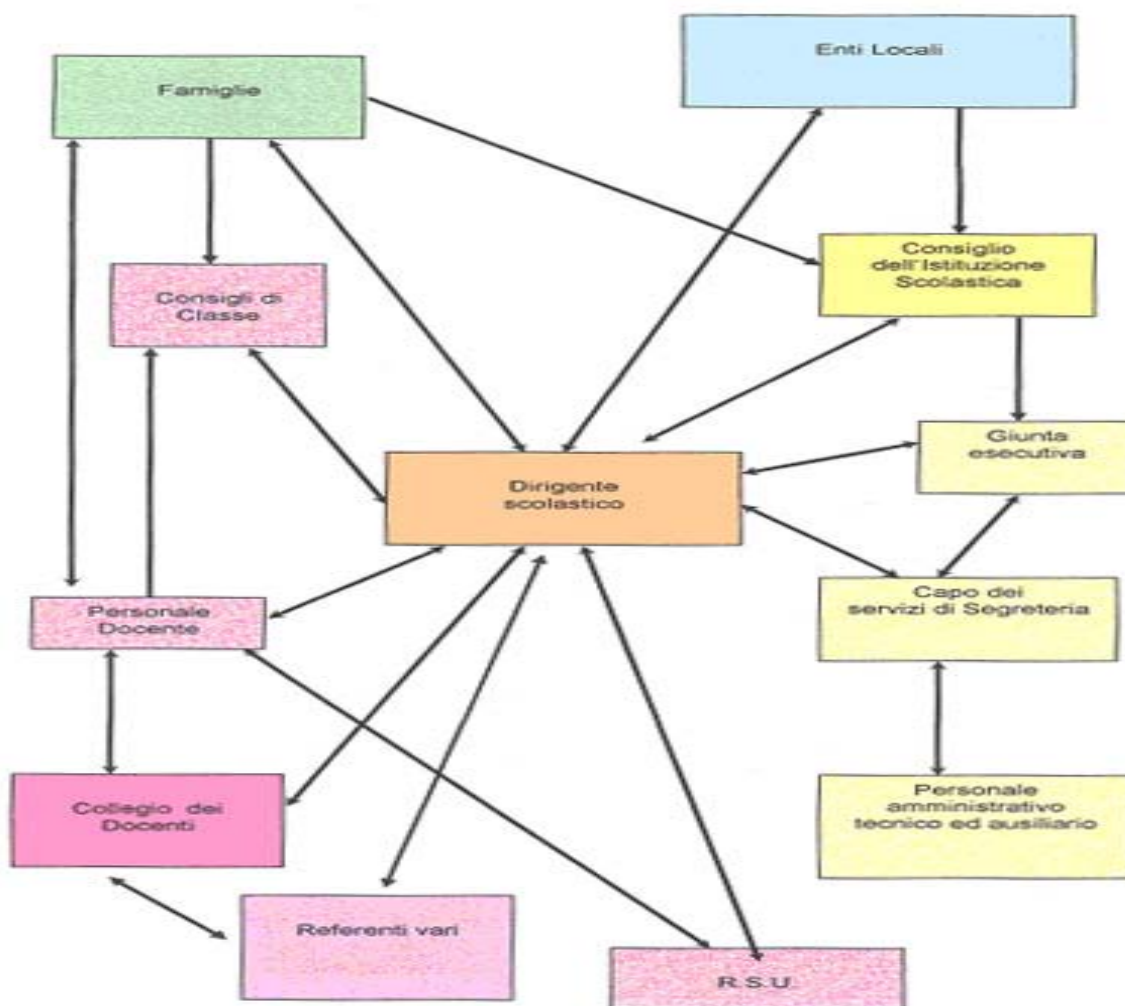 Enti Locali
Famiglie
Consiglio
dell'Istituzione
Scolastica
Consigli di
Classe
Giunta
esecutiva
Dirigente
scolastico
Capo dei
servizi di Segreteria
Personale
Docente
Personale
amministrativo
tecnico ed ausiliario
Collegio dei
Docenti
Referenti vari
R.S.U.